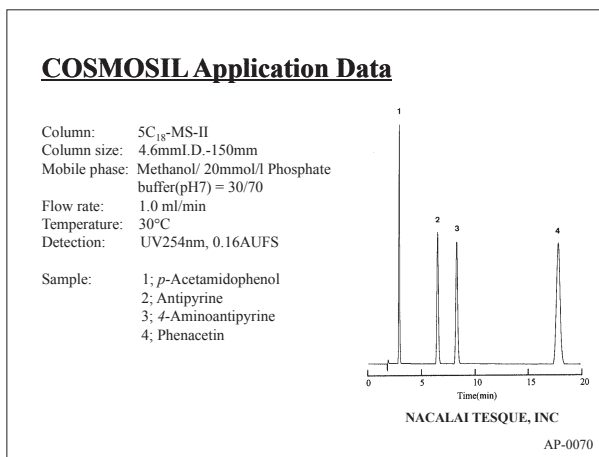 COSMOSIL Application Data
Column: 5C18-MS-II
Column size: 4.6mmI.D.-150mm
Mobile phase: Methanol/ 20mmol/l Phosphate
buffer(pH7) = 30/70
Flow rate: 1.0 ml/min
Temperature: 30°C
Detection: UV254nm, 0.16AUFS
Sample: 1; p-Acetamidophenol
2; Antipyrine
3; 4-Aminoantipyrine
4; Phenacetin
1
2 3 4
0 5 10 15 20
Time(min)
NACALAI TESQUE, INC
AP-0070